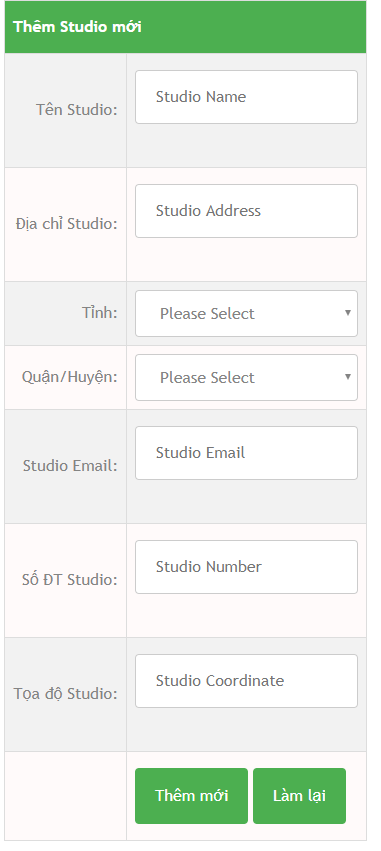 Thêm Studio mới
Tên Studio: Studio Name
Địa chỉ Studio: Studio Address
Tỉnh: Please Select
Quận/Huyện: Please Select
Studio Email: Studio Email
Số ĐT Studio: Studio Number
Tọa độ Studio: Studio Coordinate
Thêm mới Làm lại